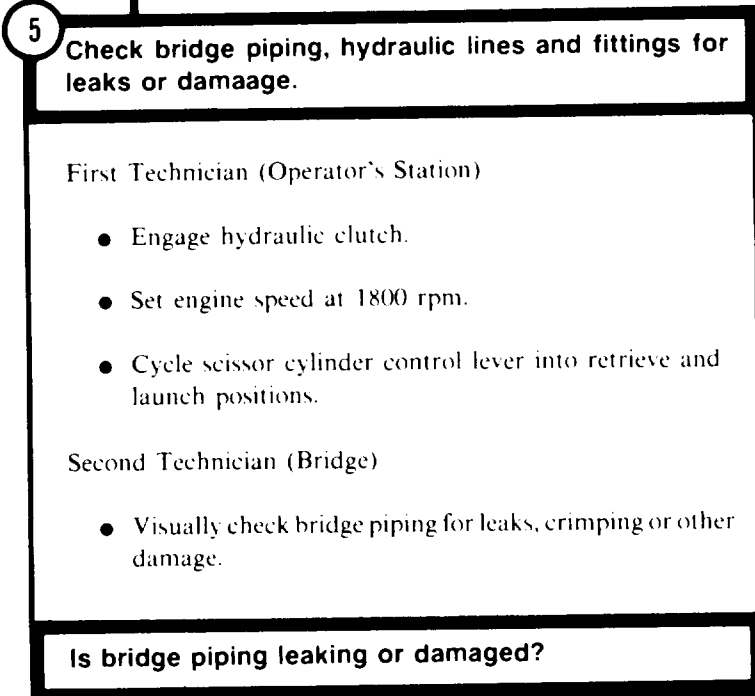 5
Check bridge piping, hydraulic lines and fittings for
leaks or damaage.
First Technician (Operator's Station)
● Engage hydraulic clutch.
● Set engine speed at 1800 rpm.
● Cycle scissor cylinder control lever into retrieve and
launch positions.
Second Technician (Bridge)
● Visually check bridge piping for leaks, crimping or other
damage.
Is bridge piping leaking or damaged?